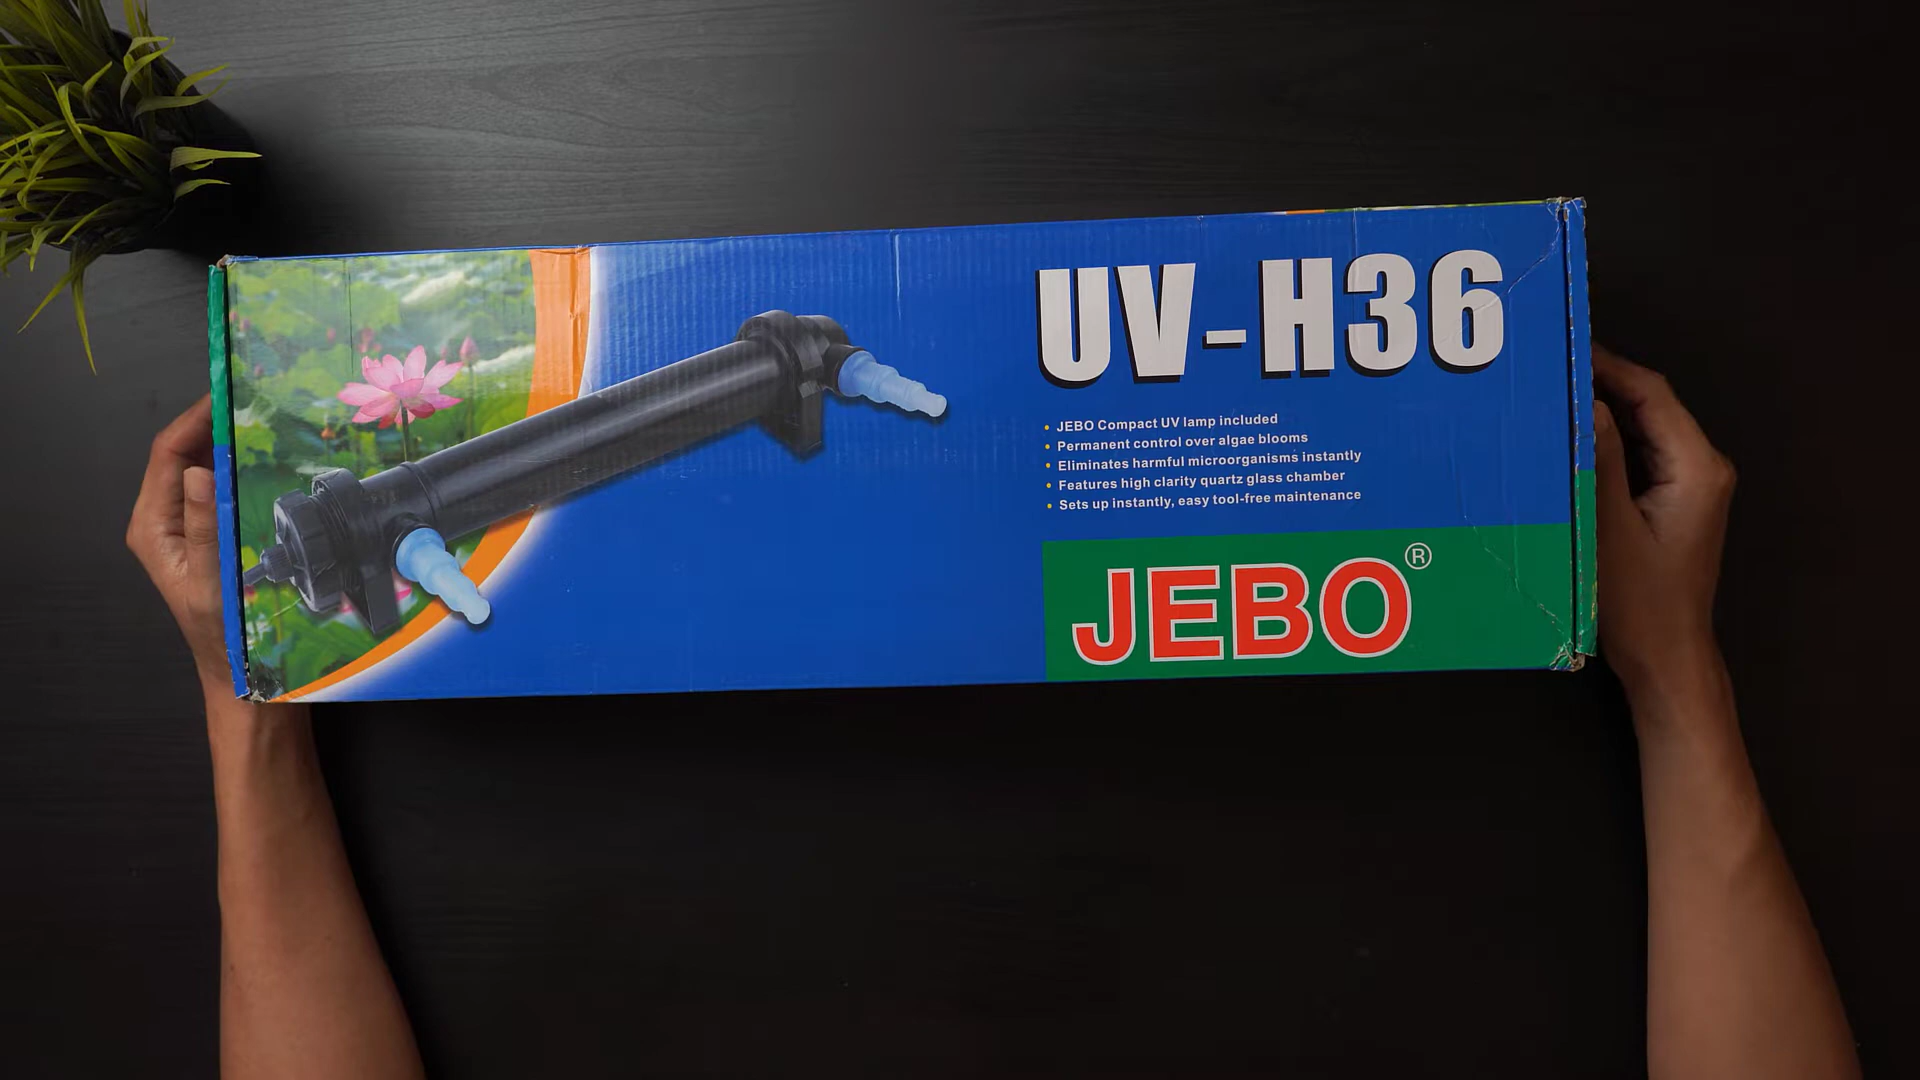 UV-H36
• JEBO Compact UV lamp included
• Permanent control over algae blooms
• Eliminates harmful microorganisms instantly
• Features high clarity quartz glass chamber
• Sets up instantly, easy tool-free maintenance
JEBO®